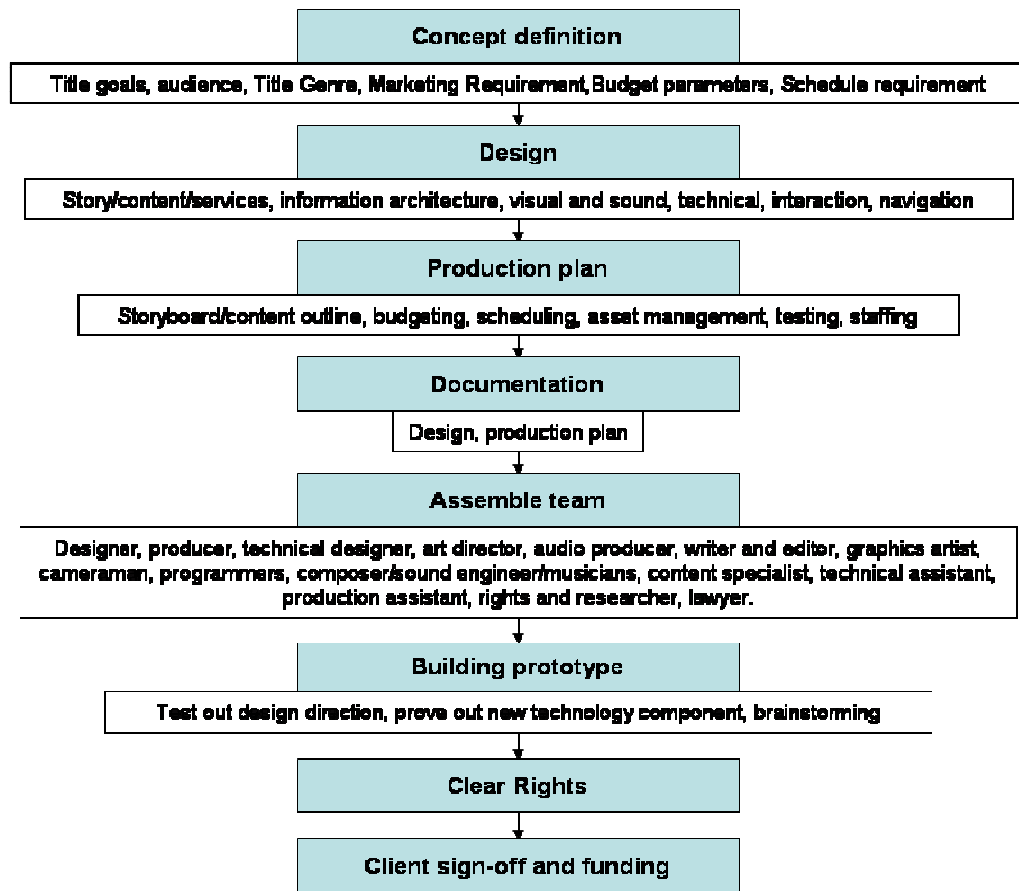 Concept definition
Title goals, audience, Title Genre, Marketing Requirement, Budget parameters, Schedule requirement
Design
Story/content/services, information architecture, visual and sound, technical, interaction, navigation
Production plan
Storyboard/content outline, budgeting, scheduling, asset management, testing, staffing
Documentation
Design, production plan
Assemble team
Designer, producer, technical designer, art director, audio producer, writer and editor, graphics artist,
cameraman, programmers, composer/sound engineer/musicians, content specialist, technical assistant,
production assistant, rights and researcher, lawyer.
Building prototype
Test out design direction, prove out new technology component, brainstorming
Clear Rights
Client sign-off and funding